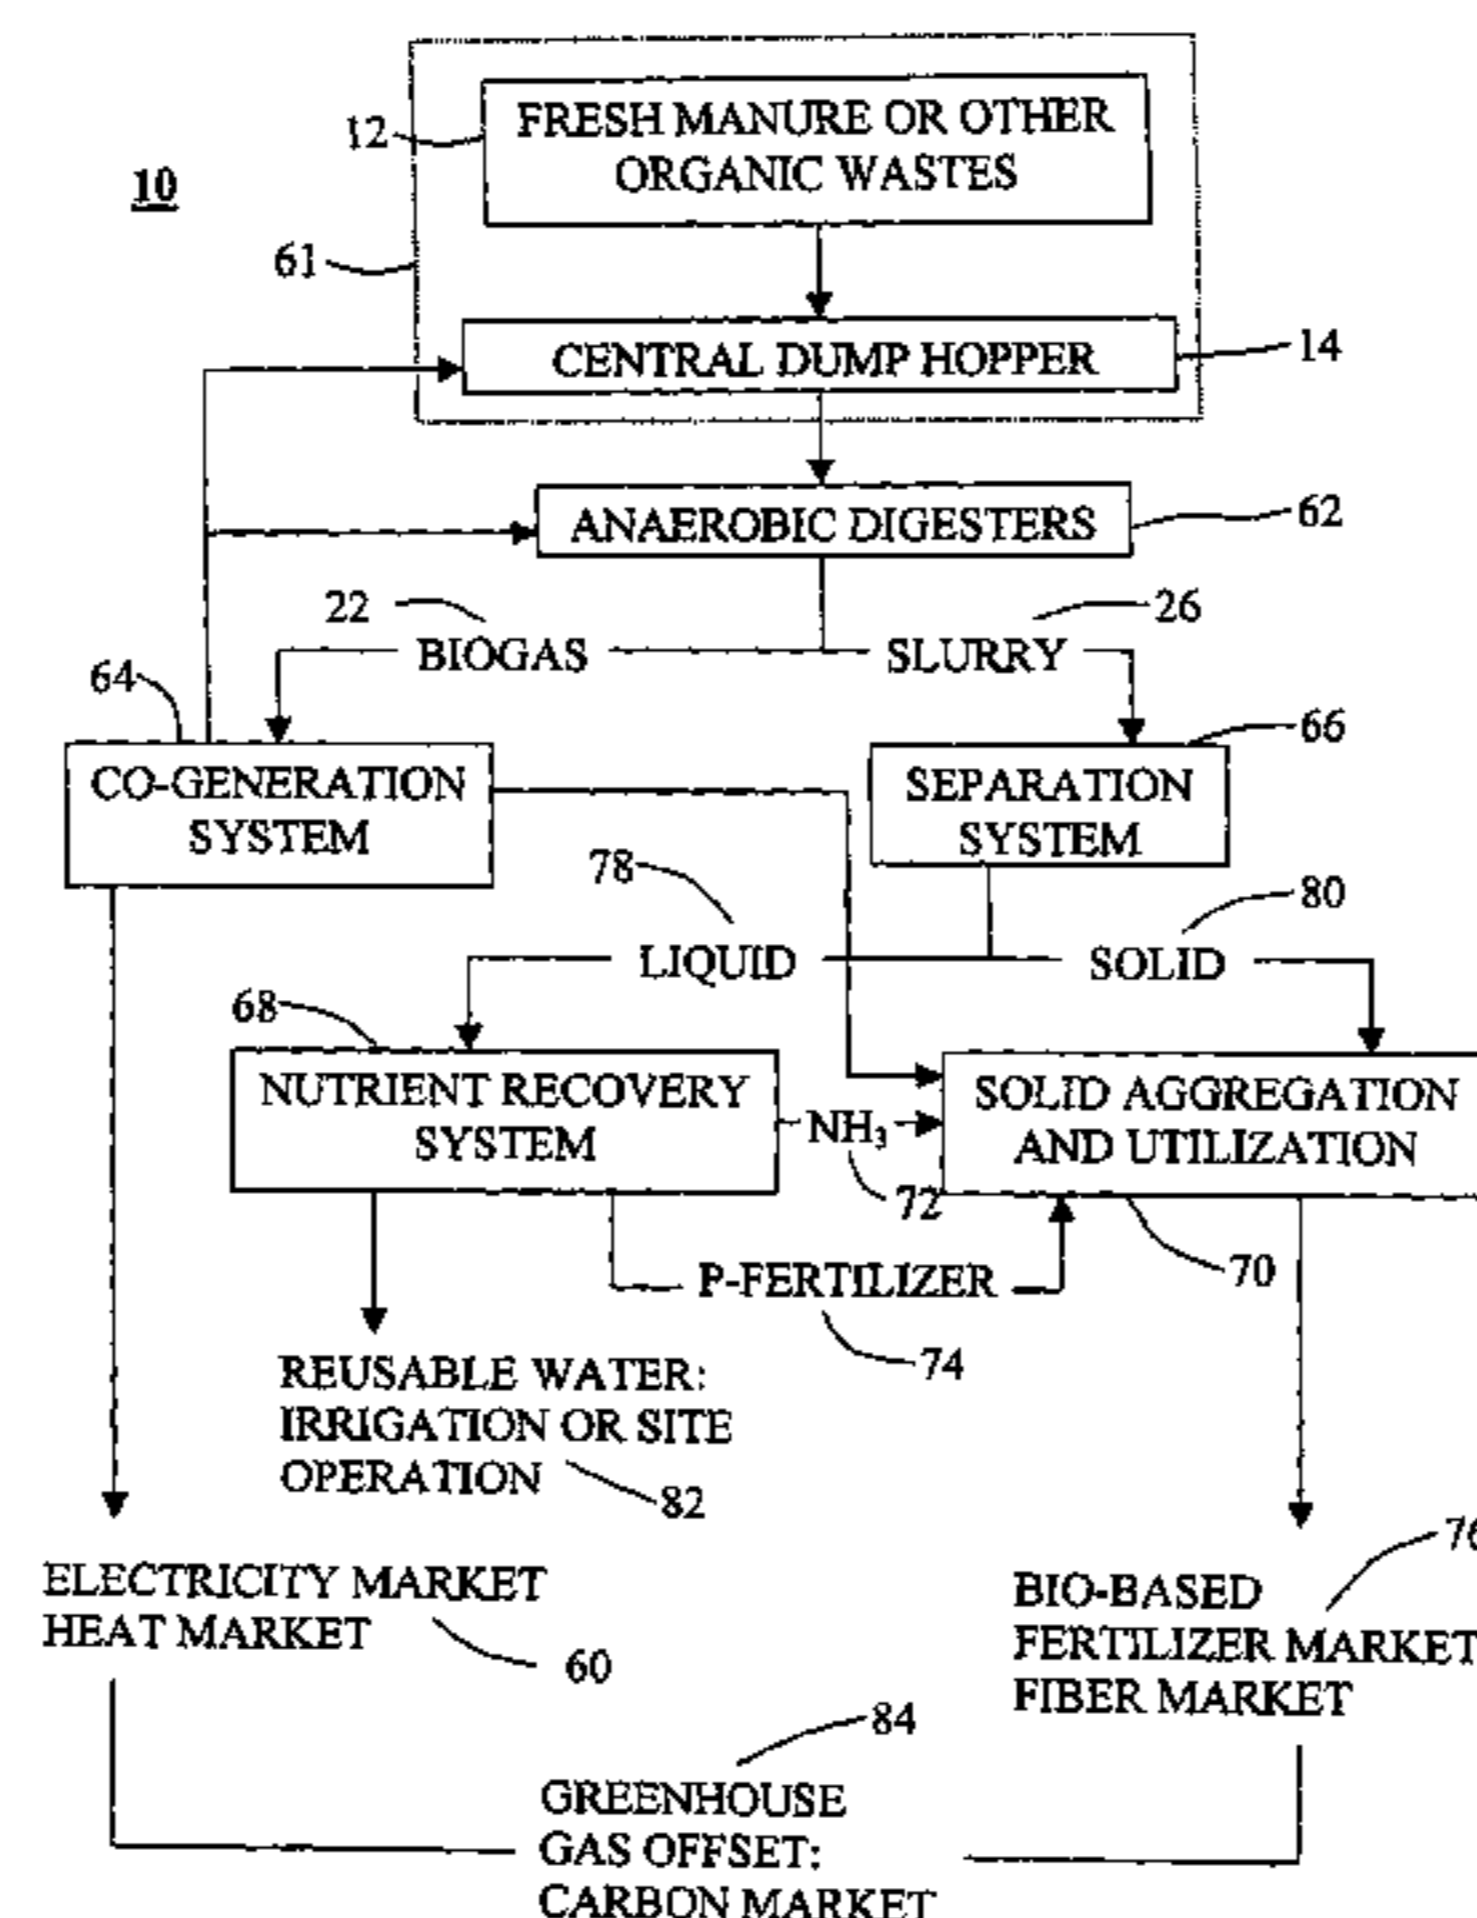 12
FRESH MANURE OR OTHER
ORGANIC WASTES
10
61
CENTRAL DUMP HOPPER
14
ANAEROBIC DIGESTERS
62
22
26
BIOGAS
SLURRY
64
66
CO-GENERATION
SYSTEM
SEPARATION
SYSTEM
78
80
LIQUID
SOLID
68
NUTRIENT RECOVERY
SYSTEM
NH₃
72
SOLID AGGREGATION
AND UTILIZATION
70
P-FERTILIZER
74
REUSABLE WATER:
IRRIGATION OR SITE
OPERATION
82
76
ELECTRICITY MARKET
HEAT MARKET
60
BIO-BASED
FERTILIZER MARKET
FIBER MARKET
84
GREENHOUSE
GAS OFFSET:
CARBON MARKET